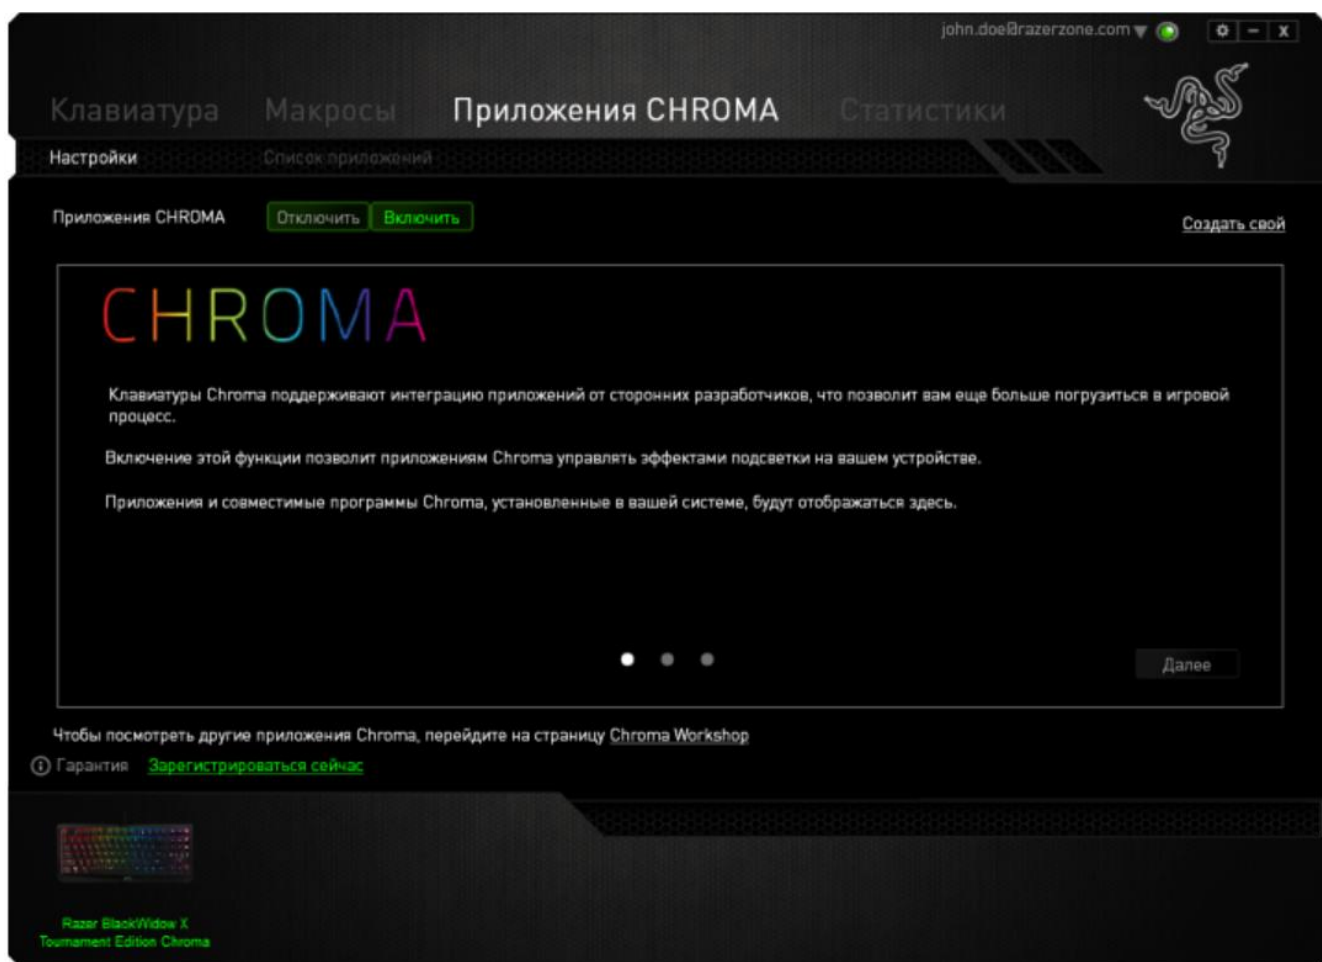 john.doe@razerzone.com
Клавиатура Макросы Приложения CHROMA Статистики
Настройки Список приложений
Приложения CHROMA Отключить Включить
Создать свой
CHROMA
Клавиатуры Chroma поддерживают интеграцию приложений от сторонних разработчиков, что позволит вам еще больше погрузиться в игровой
процесс.
Включение этой функции позволит приложениям Chroma управлять эффектами подсветки на вашем устройстве.
Приложения и совместимые программы Chroma, установленные в вашей системе, будут отображаться здесь.
Далее
Чтобы посмотреть другие приложения Chroma, перейдите на страницу Chroma Workshop
Гарантия Зарегистрироваться сейчас
Razer BlackWidow X
Tournament Edition Chroma